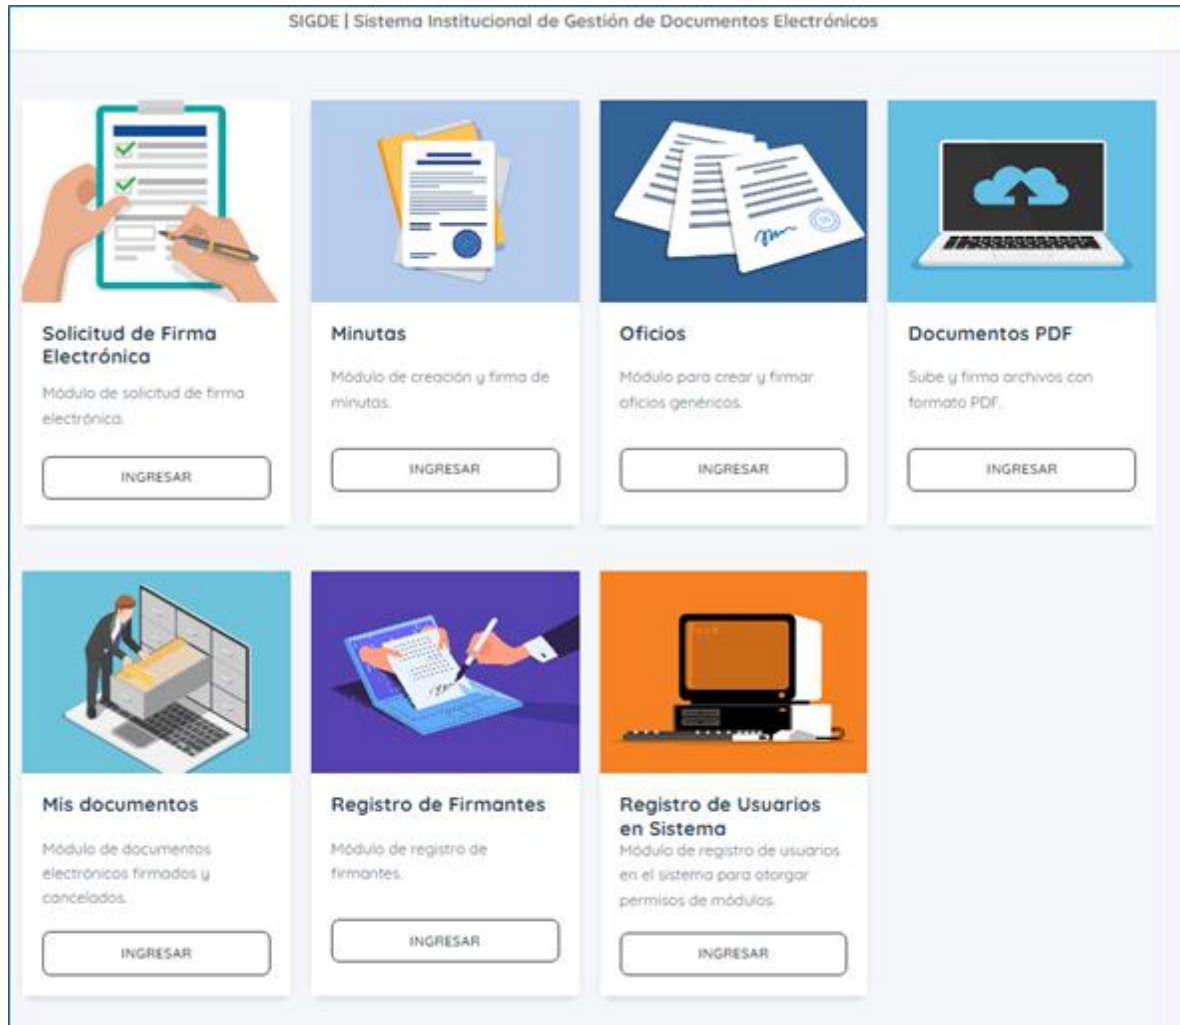 SIGDE | Sistema Institucional de Gestión de Documentos Electrónicos
Solicitud de Firma
Electrónica
Módulo de solicitud de firma
electrónica.
INGRESAR
Minutas
Módulo de creación y firma de
minutas.
INGRESAR
Oficios
Módulo para crear y firmar
oficios genéricos.
INGRESAR
Documentos PDF
Sube y firma archivos con
formato PDF.
INGRESAR
Mis documentos
Módulo de documentos
electrónicos firmados y
cancelados.
INGRESAR
Registro de Firmantes
Módulo de registro de
firmantes.
INGRESAR
Registro de Usuarios
en Sistema
Módulo de registro de usuarios
en el sistema para otorgar
permisos de módulos.
INGRESAR